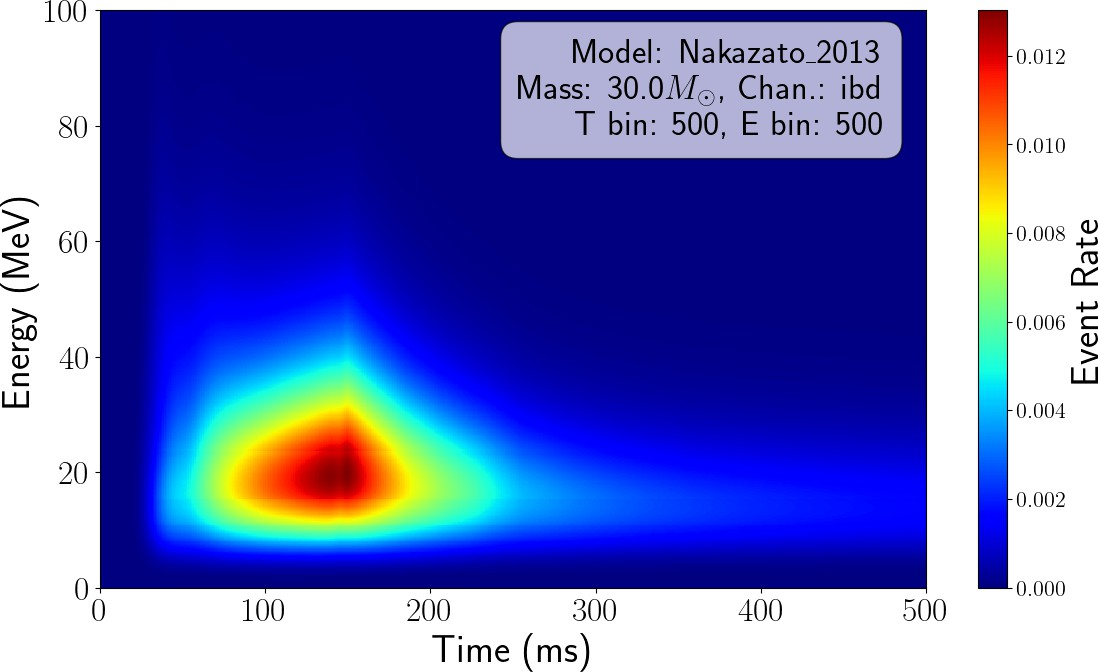 Model: Nakazato_2013
Mass: 30.0M⊙, Chan.: ibd
T bin: 500, E bin: 500
Energy (MeV)
100
80
60
40
20
0
0 100 200 300 400 500
Time (ms)
0.012
0.010
0.008
0.006
0.004
0.002
0.000
Event Rate